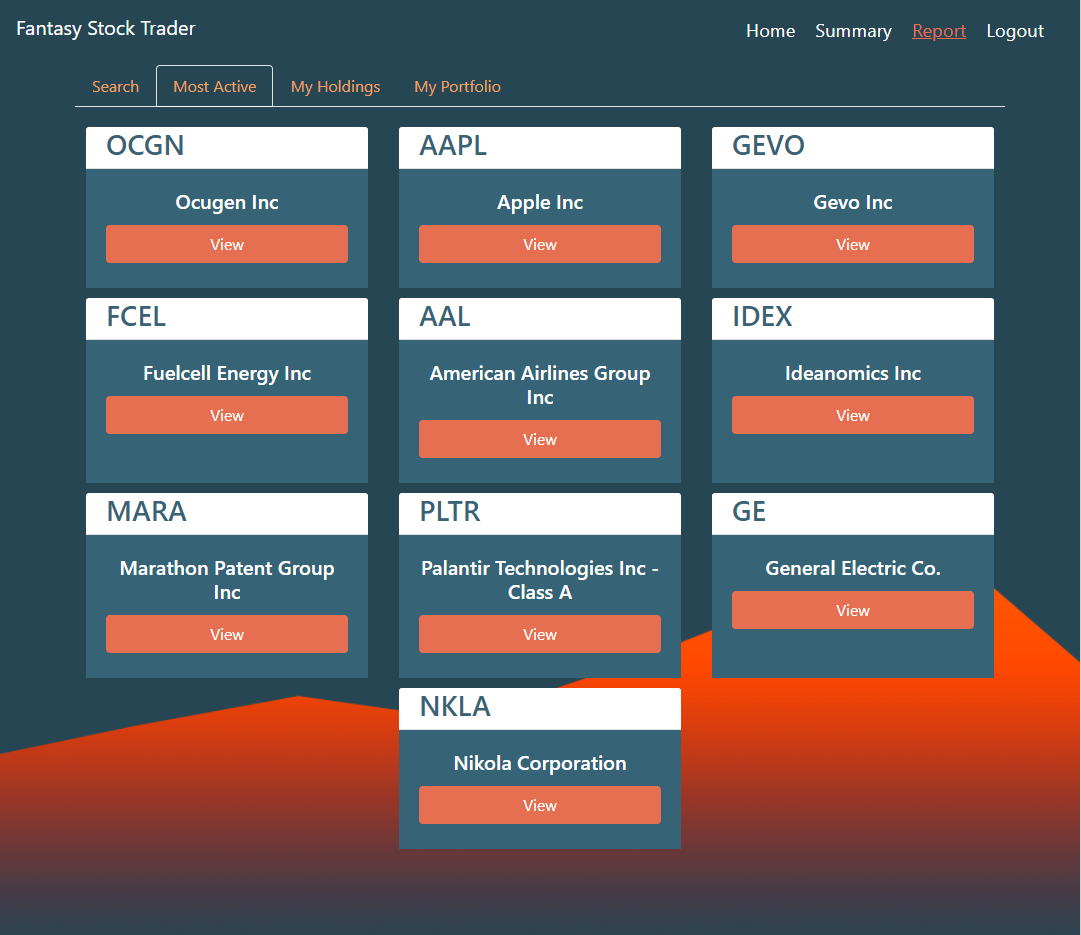 Fantasy Stock Trader
Home Summary Report Logout
Search Most Active My Holdings My Portfolio
OCGN
Ocugen Inc
View
AAPL
Apple Inc
View
GEVO
Gevo Inc
View
FCEL
Fuelcell Energy Inc
View
AAL
American Airlines Group
Inc
View
IDEX
Ideanomics Inc
View
MARA
Marathon Patent Group
Inc
View
PLTR
Palantir Technologies Inc -
Class A
View
GE
General Electric Co.
View
NKLA
Nikola Corporation
View